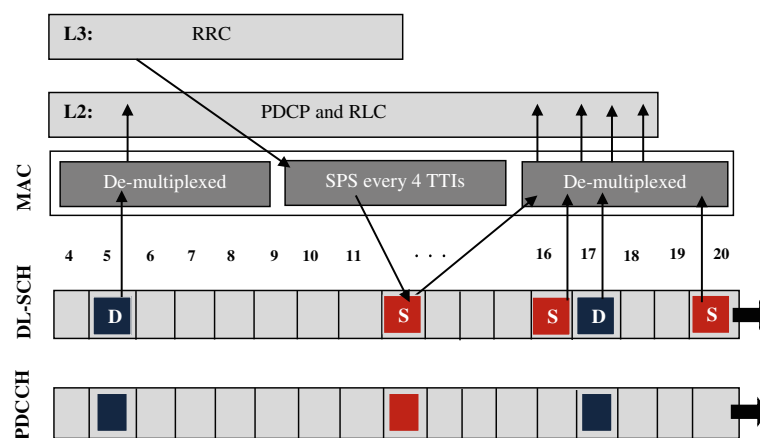 L3: RRC
L2: PDCP and RLC
MAC
De-multiplexed SPS every 4 TTIs De-multiplexed
4 5 6 7 8 9 10 11 . . . 16 17 18 19 20
DL-SCH
D S S D S
PDCCH